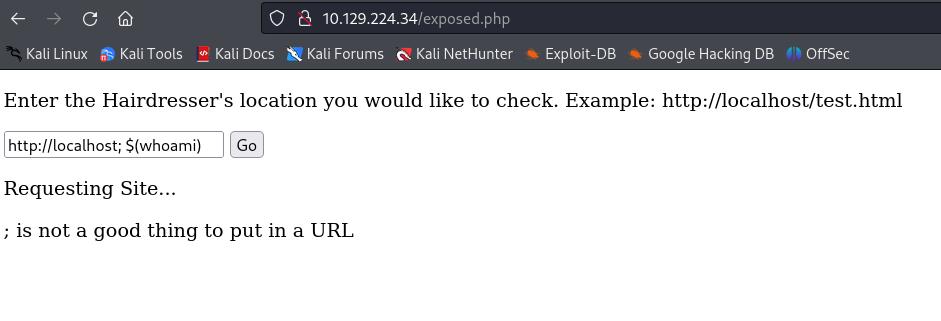 10.129.224.34/exposed.php
Kali Linux Kali Tools Kali Docs Kali Forums Kali NetHunter Exploit-DB Google Hacking DB OffSec
Enter the Hairdresser's location you would like to check. Example: http://localhost/test.html
http://localhost; $(whoami) Go
Requesting Site...
; is not a good thing to put in a URL